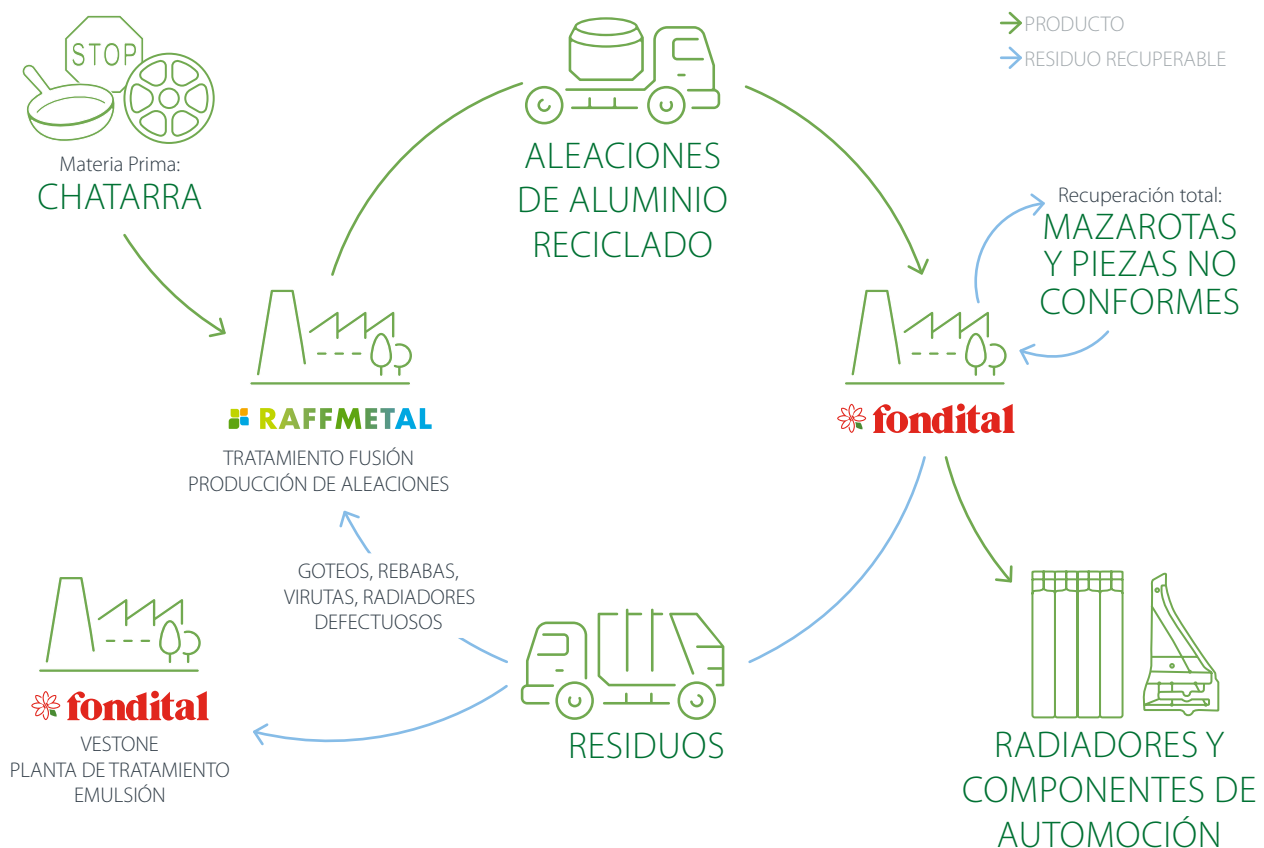 PRODUCTO
RESIDUO RECUPERABLE
STOP
Materia Prima:
CHATARRA
ALEACIONES
DE ALUMINIO
RECICLADO
Recuperación total:
MAZAROTAS
Y PIEZAS NO
CONFORMES
RAFFMETAL
TRATAMIENTO FUSIÓN
PRODUCCIÓN DE ALEACIONES
fondital
GOTEOS, REBABAS,
VIRUTAS, RADIADORES
DEFECTUOSOS
fondital
VESTONE
PLANTA DE TRATAMIENTO
EMULSIÓN
RESIDUOS
RADIADORES Y
COMPONENTES DE
AUTOMOCIÓN